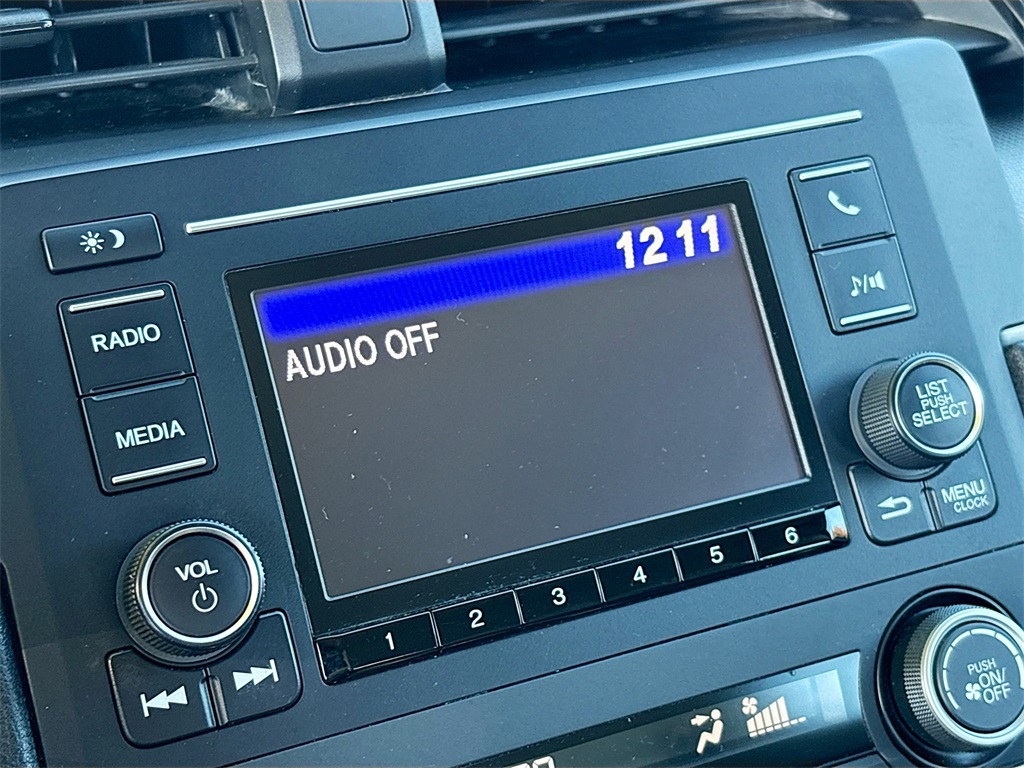 12 11
AUDIO OFF
RADIO
MEDIA
VOL
LIST
PUSH
SELECT
MENU
CLOCK
1 2 3 4 5 6
PUSH
ON/
OFF